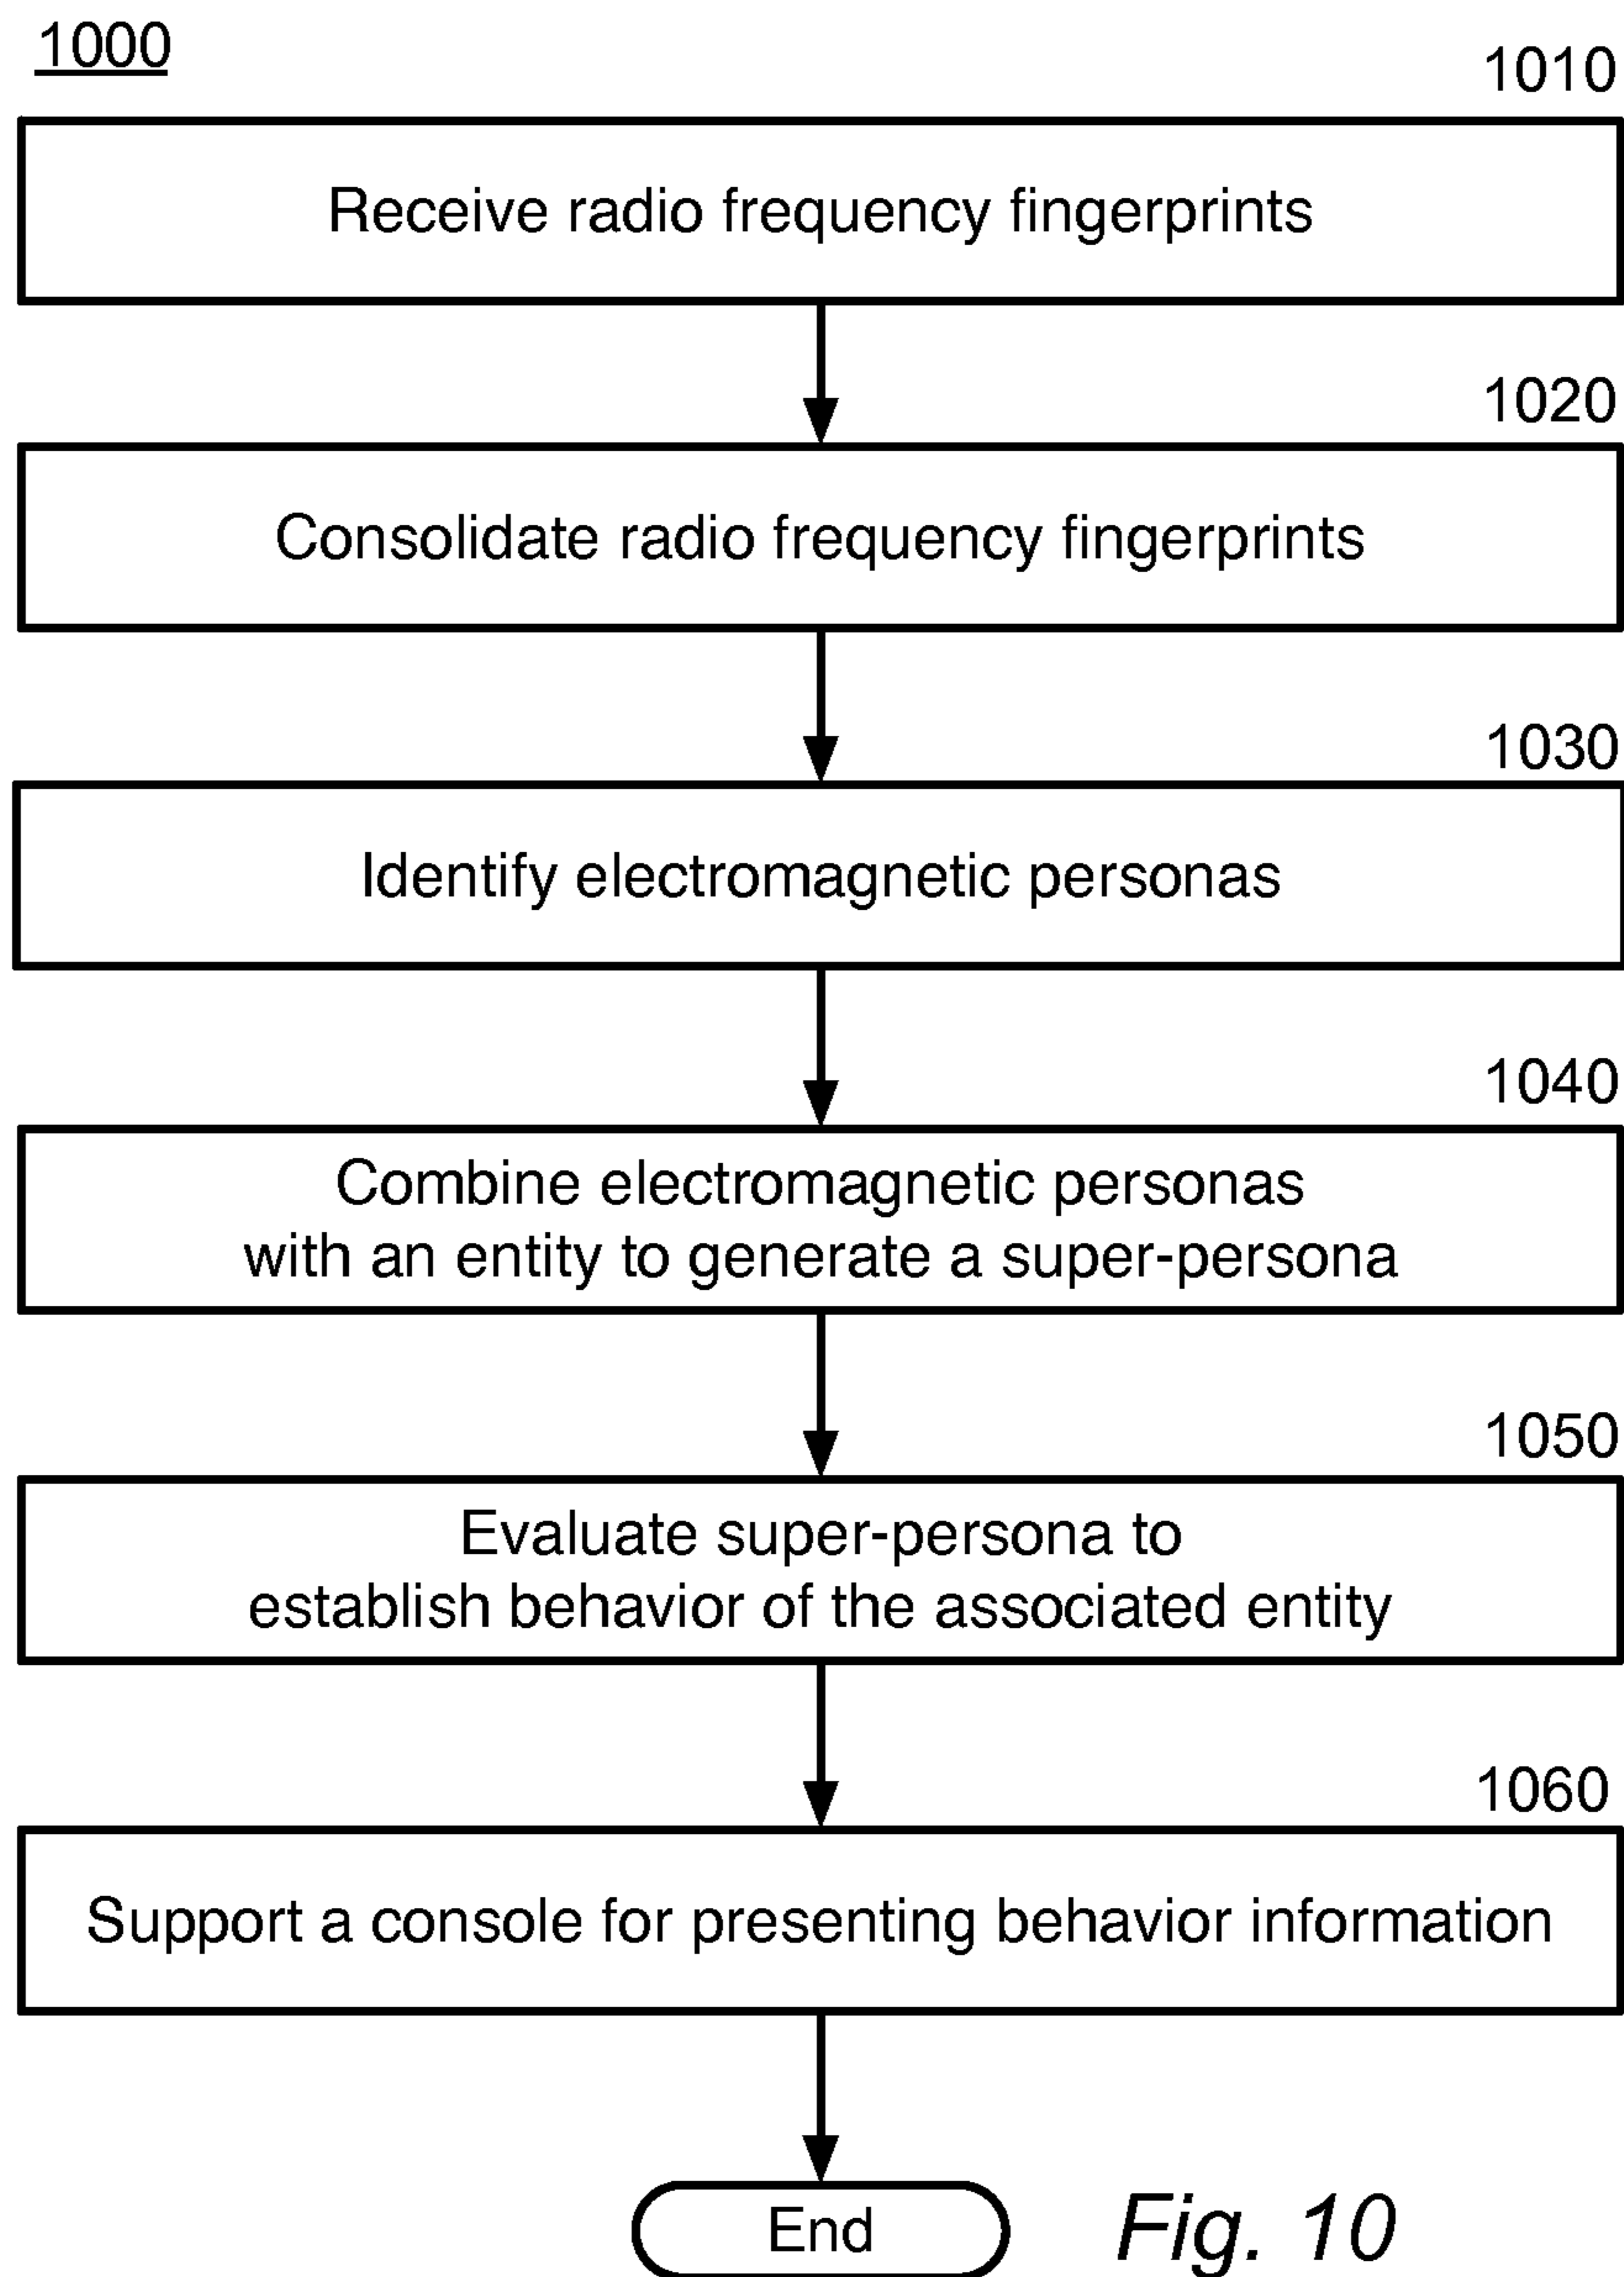 1000
1010
Receive radio frequency fingerprints
1020
Consolidate radio frequency fingerprints
1030
Identify electromagnetic personas
1040
Combine electromagnetic personas
with an entity to generate a super-persona
1050
Evaluate super-persona to
establish behavior of the associated entity
1060
Support a console for presenting behavior information
End
Fig. 10